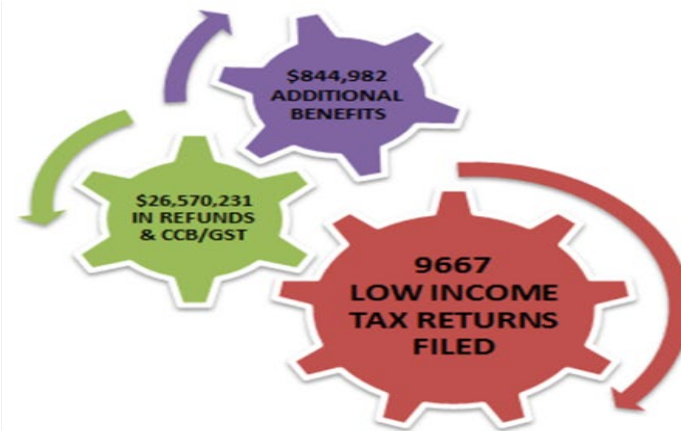 $844,982
ADDITIONAL
BENEFITS
$26,570,231
IN REFUNDS
& CCB/GST
9667
LOW INCOME
TAX RETURNS
FILED